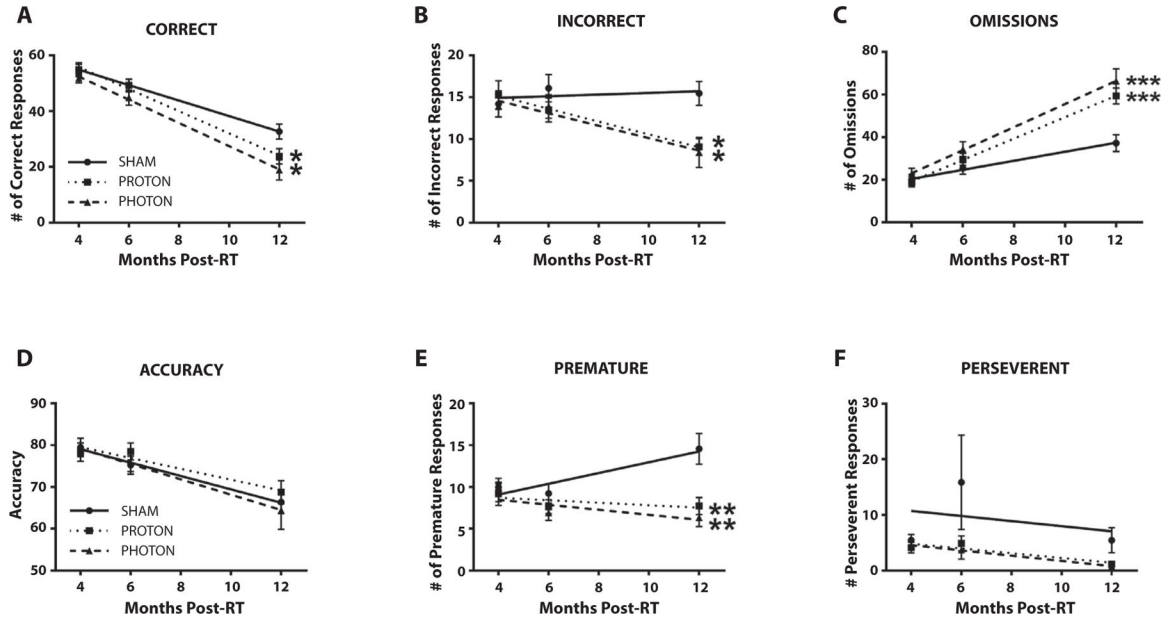 A
CORRECT
# of Correct Responses
60
40
20
0
SHAM
PROTON
PHOTON
*
*
4 6 8 10 12
Months Post-RT
B
INCORRECT
# of Incorrect Responses
20
15
10
5
0
*
*
4 6 8 10 12
Months Post-RT
C
OMISSIONS
# of Omissions
80
60
40
20
0
***
***
4 6 8 10 12
Months Post-RT
D
ACCURACY
Accuracy
90
80
70
60
50
SHAM
PROTON
PHOTON
4 6 8 10 12
Months Post-RT
E
PREMATURE
# of Premature Responses
20
15
10
5
0
**
**
4 6 8 10 12
Months Post-RT
F
PERSEVERENT
# Perseverent Responses
30
20
10
0
4 6 8 10 12
Months Post-RT